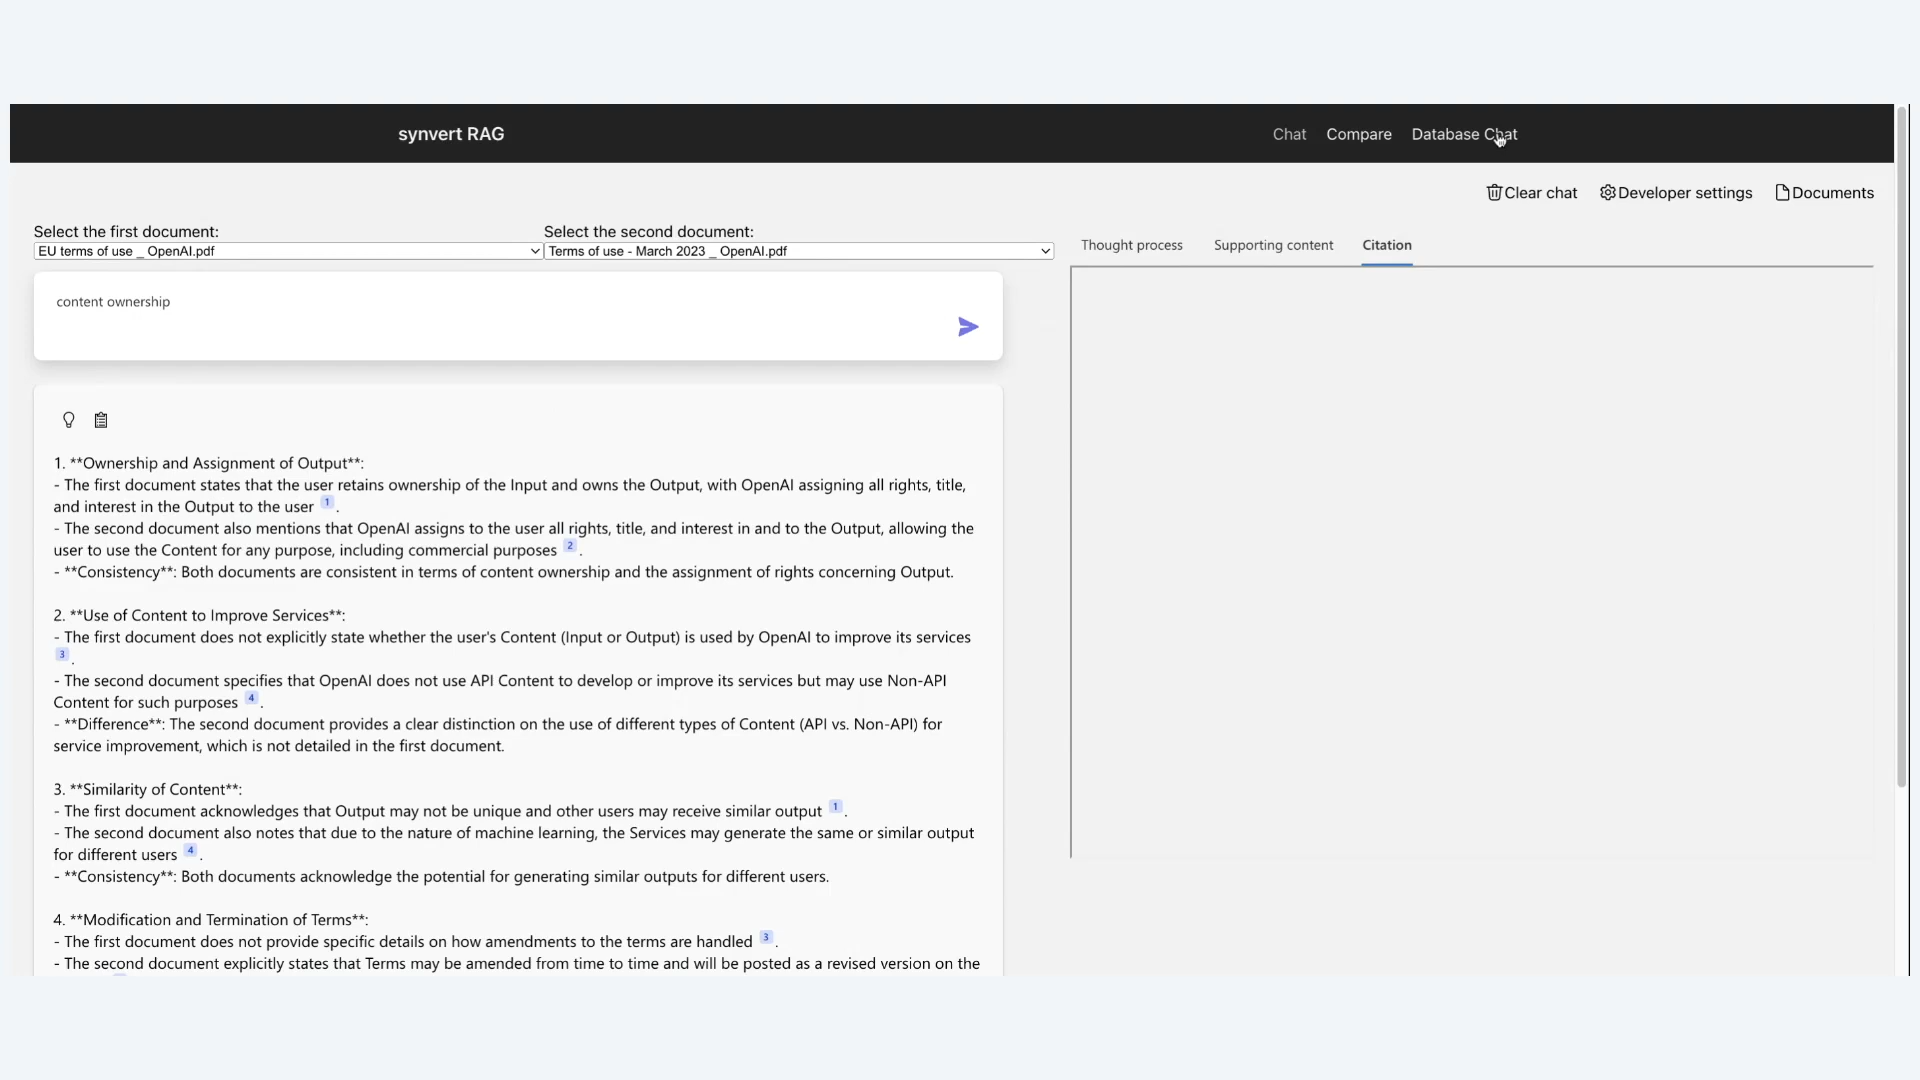 synvert RAG
Chat Compare Database Chat
Clear chat Developer settings Documents
Select the first document:
EU terms of use _ OpenAI.pdf
Select the second document:
Terms of use - March 2023 _ OpenAI.pdf
Thought process Supporting content Citation
content ownership
1. **Ownership and Assignment of Output**:
- The first document states that the user retains ownership of the Input and owns the Output, with OpenAI assigning all rights, title,
and interest in the Output to the user 1 .
- The second document also mentions that OpenAI assigns to the user all rights, title, and interest in and to the Output, allowing the
user to use the Content for any purpose, including commercial purposes 2 .
- **Consistency**: Both documents are consistent in terms of content ownership and the assignment of rights concerning Output.
2. **Use of Content to Improve Services**:
- The first document does not explicitly state whether the user's Content (Input or Output) is used by OpenAI to improve its services
3 .
- The second document specifies that OpenAI does not use API Content to develop or improve its services but may use Non-API
Content for such purposes 4 .
- **Difference**: The second document provides a clear distinction on the use of different types of Content (API vs. Non-API) for
service improvement, which is not detailed in the first document.
3. **Similarity of Content**:
- The first document acknowledges that Output may not be unique and other users may receive similar output 1 .
- The second document also notes that due to the nature of machine learning, the Services may generate the same or similar output
for different users 4 .
- **Consistency**: Both documents acknowledge the potential for generating similar outputs for different users.
4. **Modification and Termination of Terms**:
- The first document does not provide specific details on how amendments to the terms are handled 3 .
- The second document explicitly states that Terms may be amended from time to time and will be posted as a revised version on the